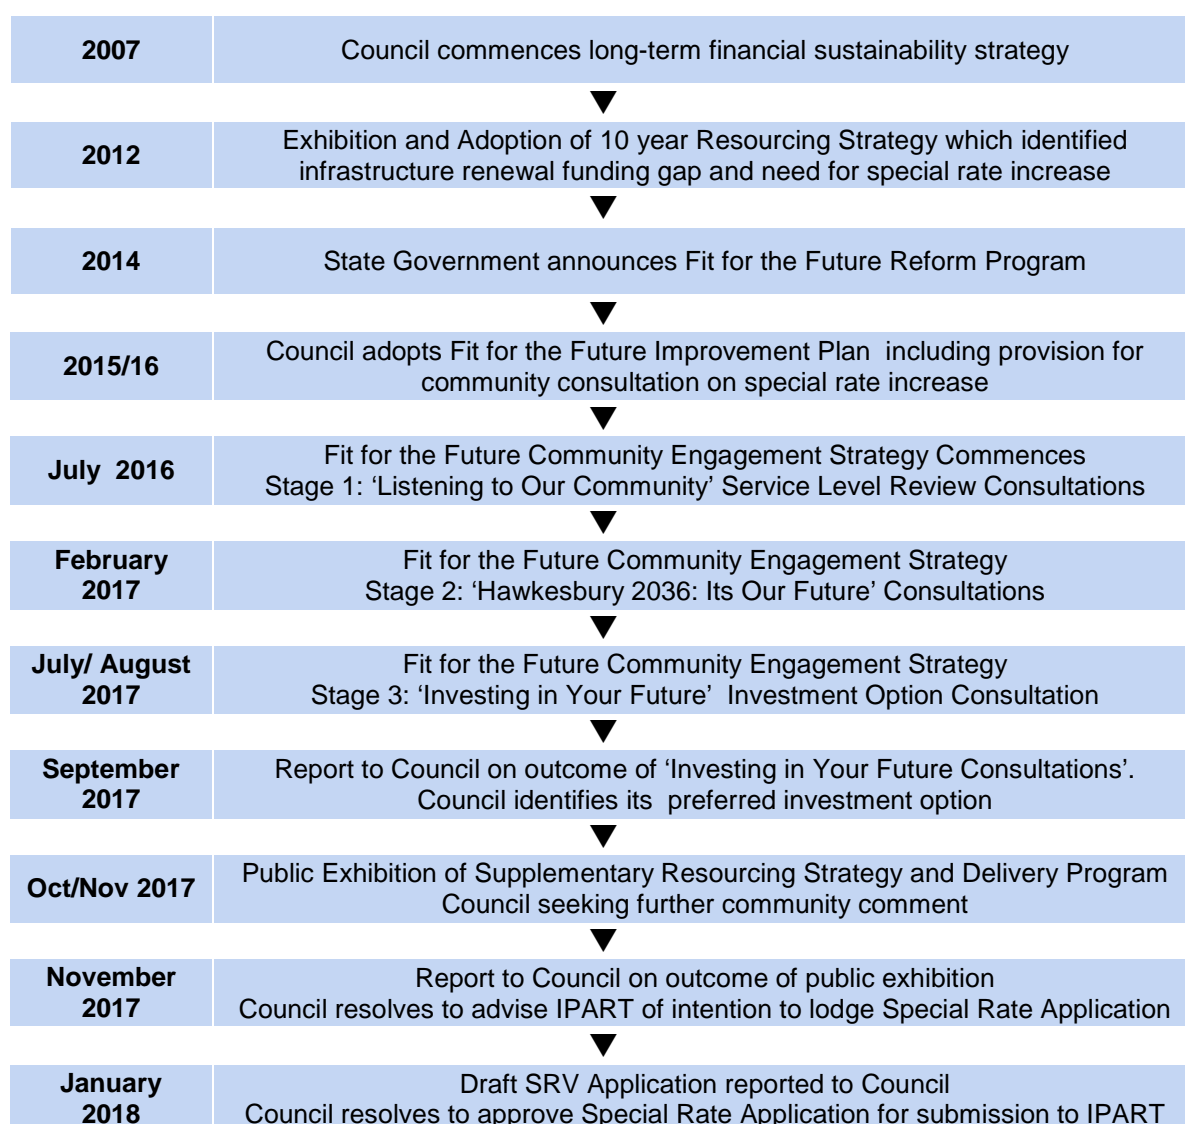 2007
Council commences long-term financial sustainability strategy
2012
Exhibition and Adoption of 10 year Resourcing Strategy which identified
infrastructure renewal funding gap and need for special rate increase
2014
State Government announces Fit for the Future Reform Program
2015/16
Council adopts Fit for the Future Improvement Plan  including provision for
community consultation on special rate increase
July  2016
Fit for the Future Community Engagement Strategy Commences
Stage 1: ‘Listening to Our Community’ Service Level Review Consultations
February
2017
Fit for the Future Community Engagement Strategy
Stage 2: ‘Hawkesbury 2036: Its Our Future’ Consultations
July/ August
2017
Fit for the Future Community Engagement Strategy
Stage 3: ‘Investing in Your Future’  Investment Option Consultation
September
2017
Report to Council on outcome of ‘Investing in Your Future Consultations’.
Council identifies its  preferred investment option
Oct/Nov 2017
Public Exhibition of Supplementary Resourcing Strategy and Delivery Program
Council seeking further community comment
November
2017
Report to Council on outcome of public exhibition
Council resolves to advise IPART of intention to lodge Special Rate Application
January
2018
Draft SRV Application reported to Council
Council resolves to approve Special Rate Application for submission to IPART